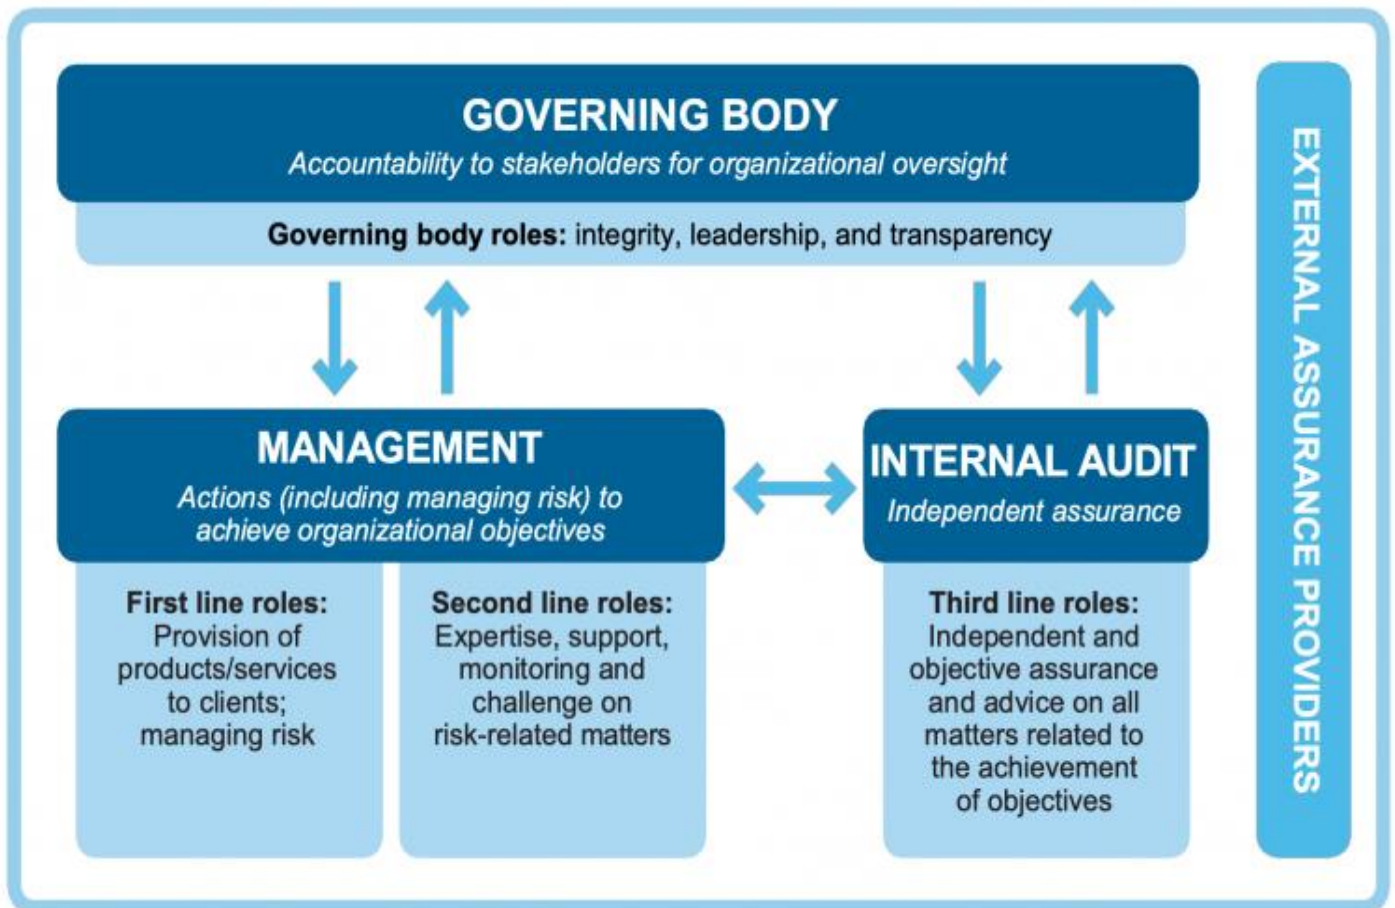 GOVERNING BODY
Accountability to stakeholders for organizational oversight
Governing body roles: integrity, leadership, and transparency
MANAGEMENT
Actions (including managing risk) to
achieve organizational objectives
First line roles:
Provision of
products/services
to clients;
managing risk
Second line roles:
Expertise, support,
monitoring and
challenge on
risk-related matters
INTERNAL AUDIT
Independent assurance
Third line roles:
Independent and
objective assurance
and advice on all
matters related to
the achievement
of objectives
EXTERNAL ASSURANCE PROVIDERS